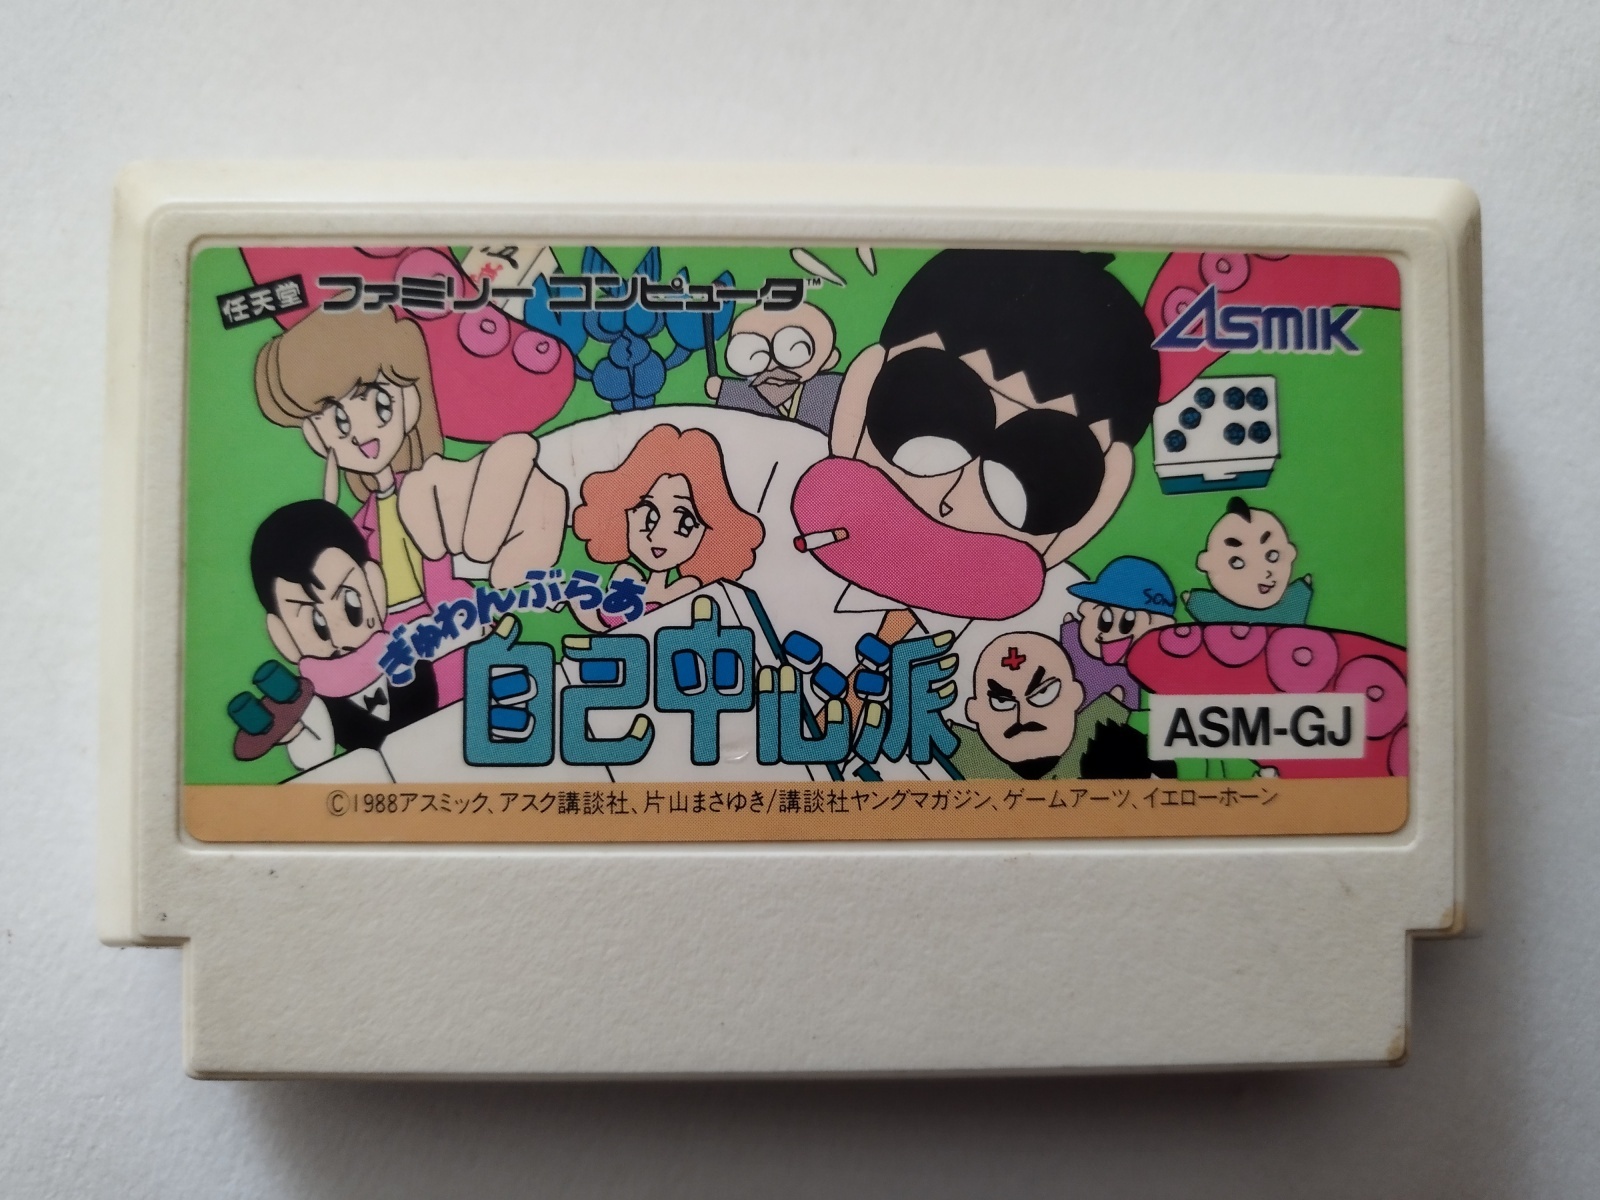 任天堂 ファミリーコンピュータ™
ASMIK
ぎゅわんぶらあ
自己中心派
SON
ASM-GJ
©1988アスミック、アスク講談社、片山まさゆき/講談社ヤングマガジン、ゲームアーツ、イエローホーン